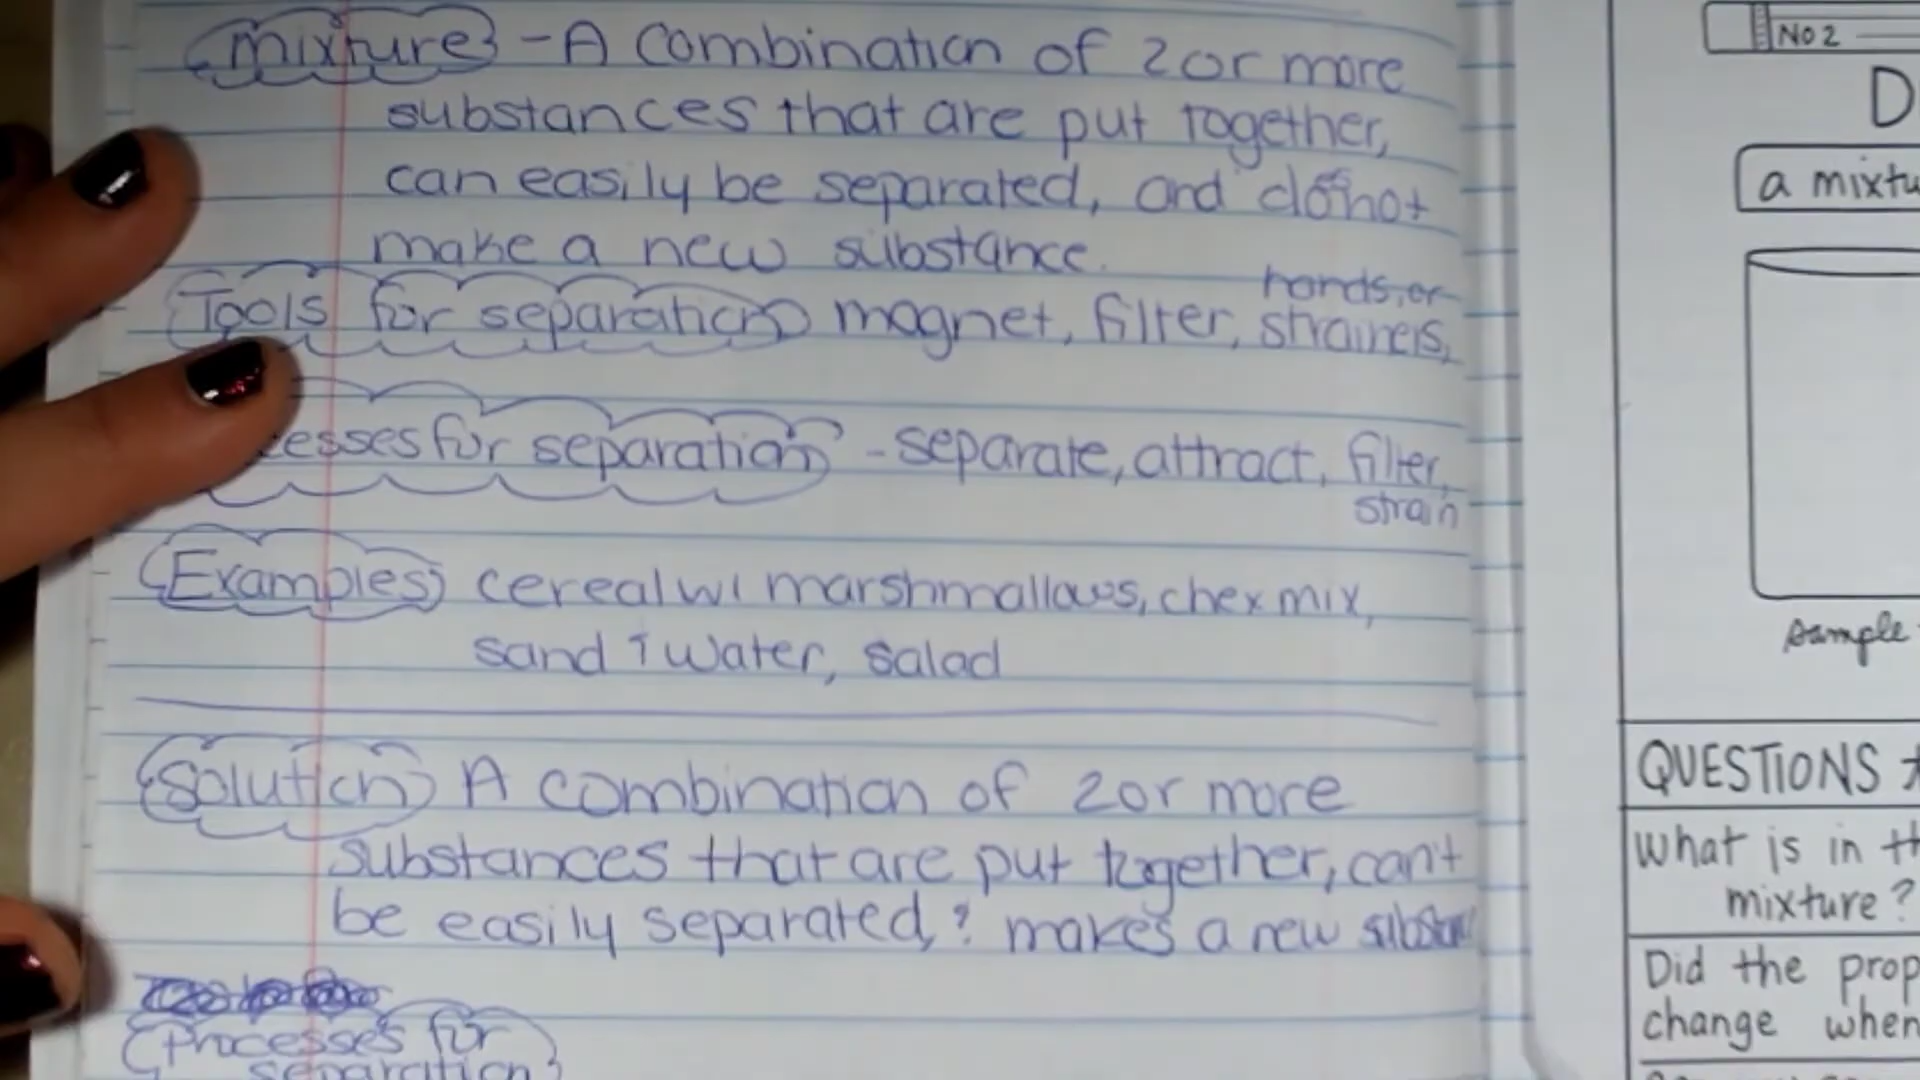 mixture - A combination of 2 or more
substances that are put together,
can easily be separated, and do not
make a new substance.
Tools for separation magnet, filter, strainers,
hands, or
cesses for separation - separate, attract, filter,
strain
Examples cereal w/ marshmallows, chex mix,
sand + water, salad
Solution A combination of 2 or more
substances that are put together, can't
be easily separated, & makes a new substanc
Processes for
separation
No 2
D
a mixtu
Sample
QUESTIONS
What is in th
mixture?
Did the prop
change when